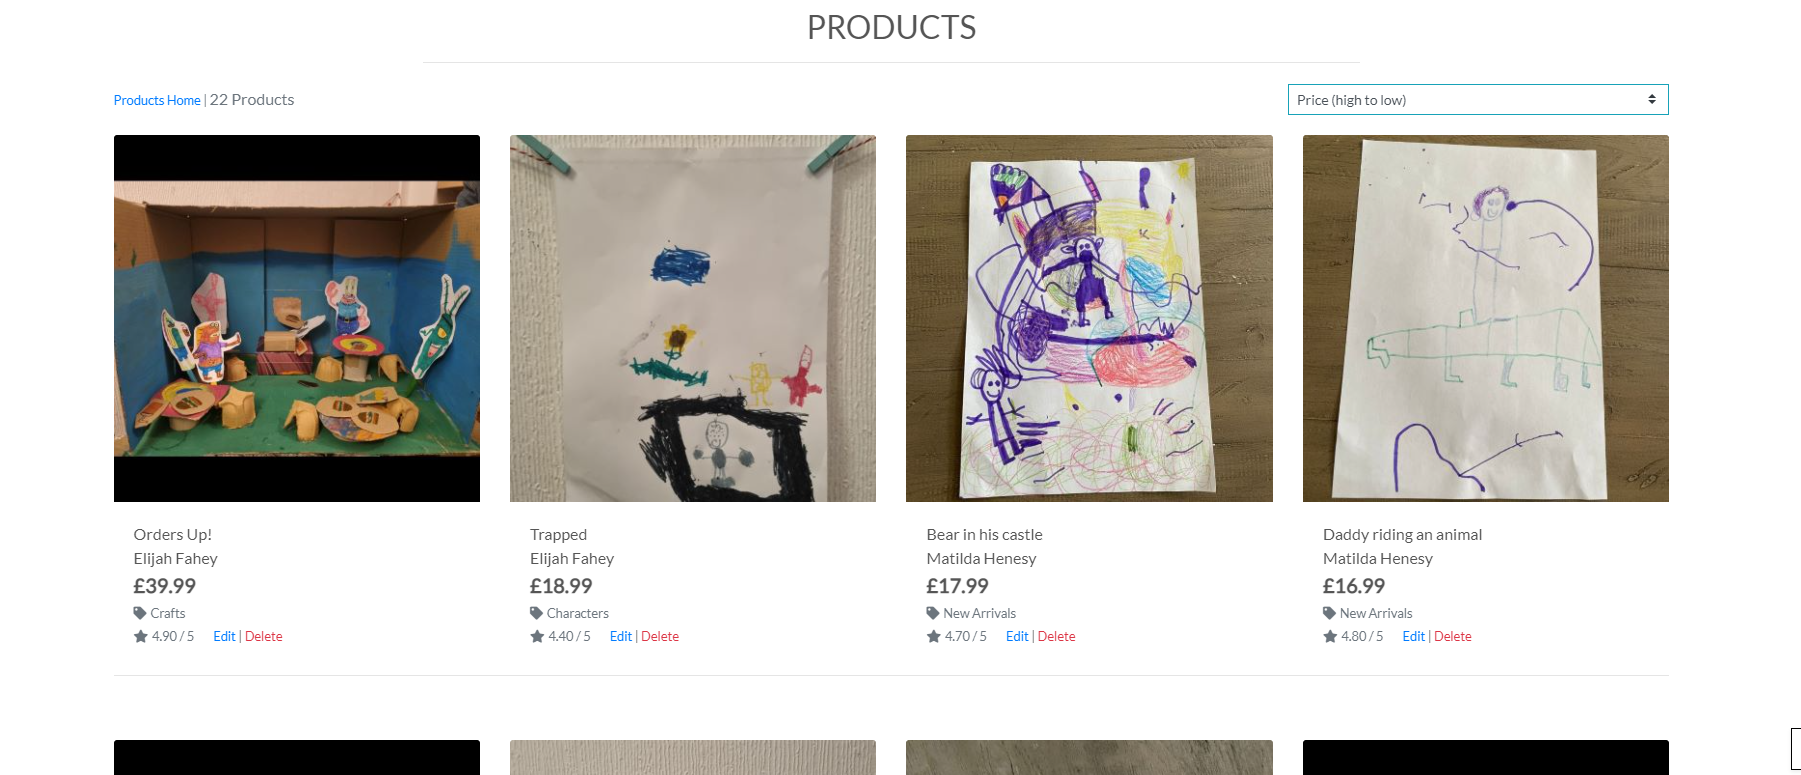 PRODUCTS
Products Home | 22 Products
Price (high to low)
Orders Up!
Elijah Fahey
£39.99
Crafts
4.90 / 5 Edit | Delete
Trapped
Elijah Fahey
£18.99
Characters
4.40 / 5 Edit | Delete
Bear in his castle
Matilda Henesy
£17.99
New Arrivals
4.70 / 5 Edit | Delete
Daddy riding an animal
Matilda Henesy
£16.99
New Arrivals
4.80 / 5 Edit | Delete